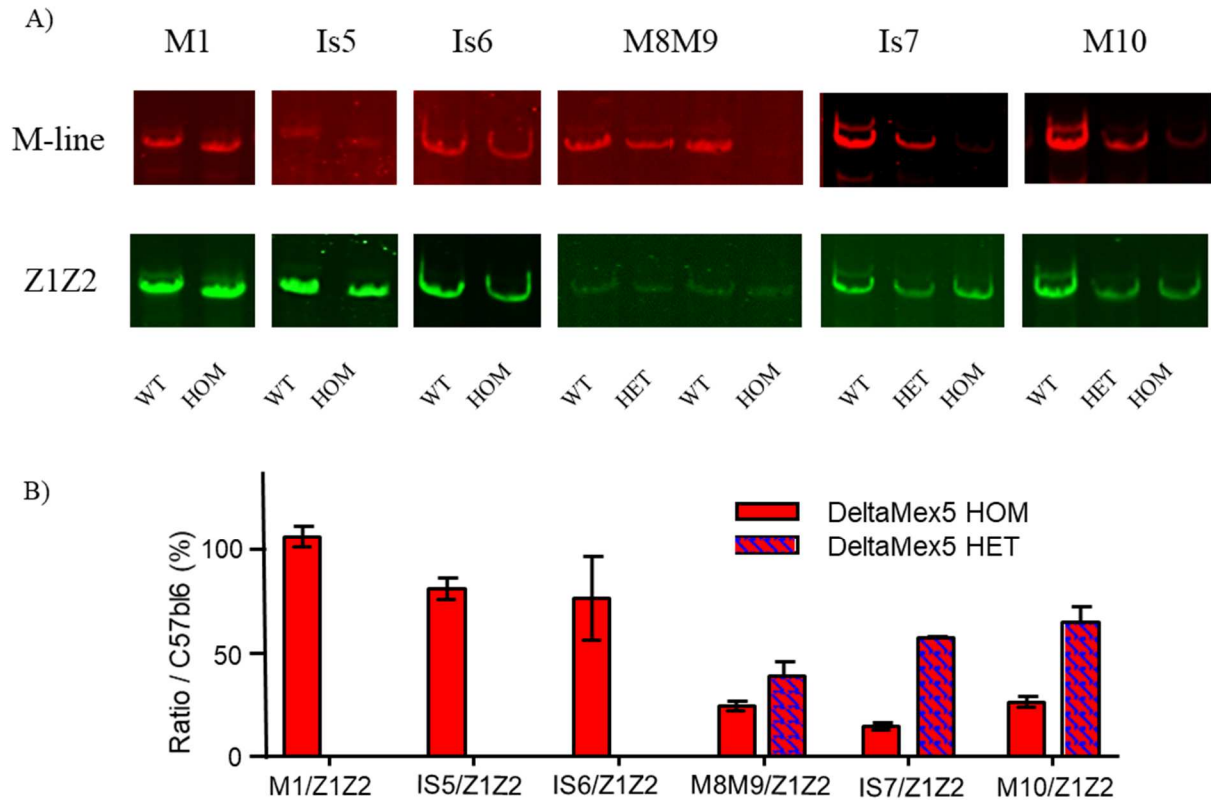 A)
M1 Is5 Is6 M8M9 Is7 M10
M-line
Z1Z2
WT HOM WT HOM WT HOM WT HET WT HOM WT HET HOM WT HET HOM
B)
Ratio / C57bl6 (%)
100
50
0
DeltaMex5 HOM
DeltaMex5 HET
M1/Z1Z2 IS5/Z1Z2 IS6/Z1Z2 M8M9/Z1Z2 IS7/Z1Z2 M10/Z1Z2